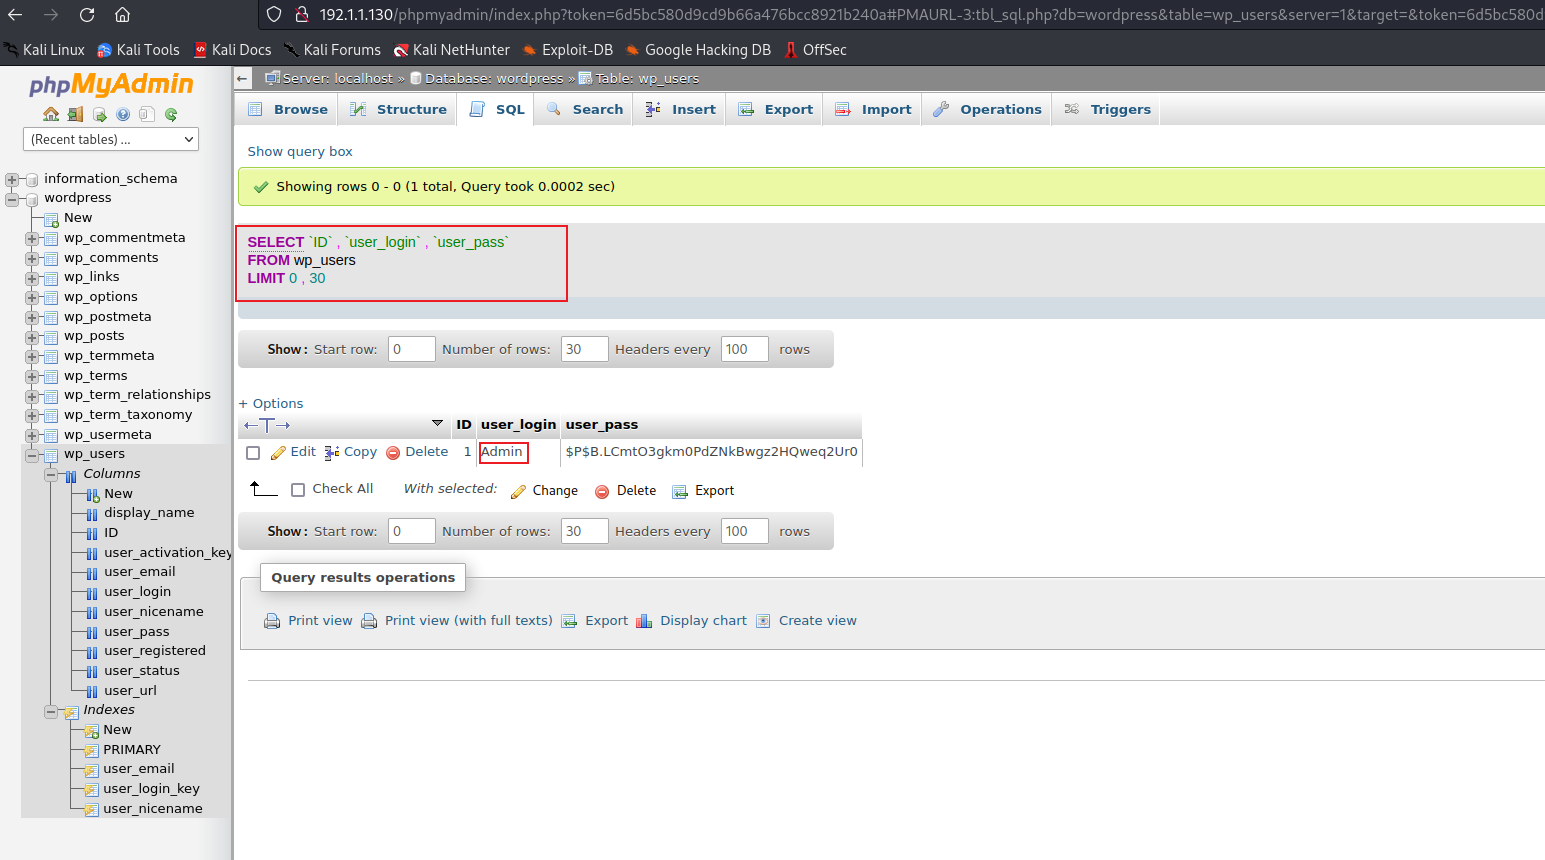 192.1.1.130/phpmyadmin/index.php?token=6d5bc580d9cd9b66a476bcc8921b240a#PMAURL-3:tbl_sql.php?db=wordpress&table=wp_users&server=1&target=&token=6d5bc580d
Kali Linux Kali Tools Kali Docs Kali Forums Kali NetHunter Exploit-DB Google Hacking DB OffSec
phpMyAdmin
(Recent tables) ...
information_schema
wordpress
New
wp_commentmeta
wp_comments
wp_links
wp_options
wp_postmeta
wp_posts
wp_termmeta
wp_terms
wp_term_relationships
wp_term_taxonomy
wp_usermeta
wp_users
Columns
New
display_name
ID
user_activation_key
user_email
user_login
user_nicename
user_pass
user_registered
user_status
user_url
Indexes
New
PRIMARY
user_email
user_login_key
user_nicename
Server: localhost » Database: wordpress » Table: wp_users
Browse Structure SQL Search Insert Export Import Operations Triggers
Show query box
Showing rows 0 - 0 (1 total, Query took 0.0002 sec)
SELECT `ID` , `user_login` , `user_pass`
FROM wp_users
LIMIT 0 , 30
Show : Start row: 0 Number of rows: 30 Headers every 100 rows
+ Options
←T→ ID user_login user_pass
Edit Copy Delete 1 Admin $P$B.LCmtO3gkm0PdZNkBwgz2HQweq2Ur0
Check All With selected: Change Delete Export
Show : Start row: 0 Number of rows: 30 Headers every 100 rows
Query results operations
Print view Print view (with full texts) Export Display chart Create view